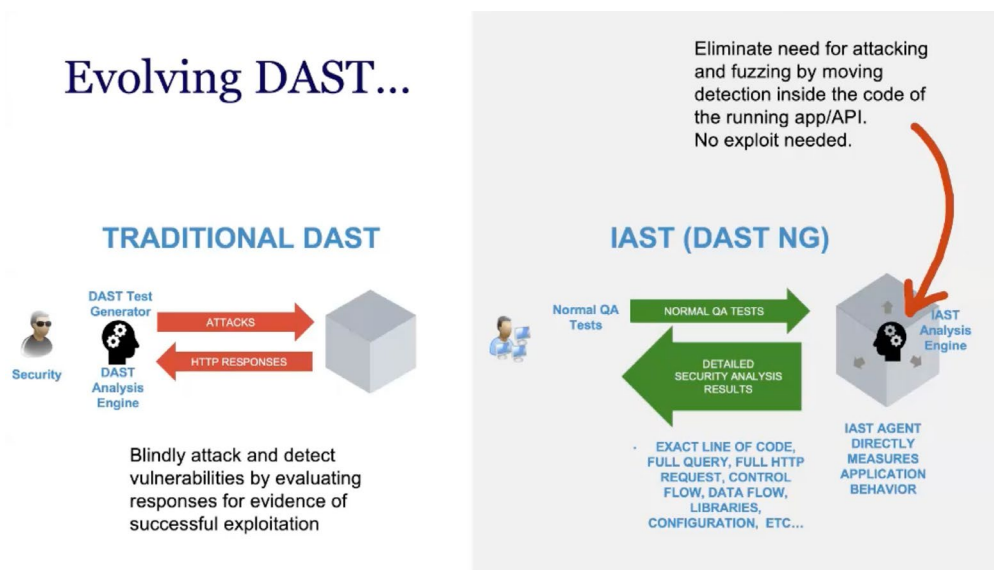 Evolving DAST...
TRADITIONAL DAST
DAST Test
Generator
ATTACKS
HTTP RESPONSES
Security
DAST
Analysis
Engine
Blindly attack and detect
vulnerabilities by evaluating
responses for evidence of
successful exploitation
Eliminate need for attacking
and fuzzing by moving
detection inside the code of
the running app/API.
No exploit needed.
IAST (DAST NG)
Normal QA
Tests
NORMAL QA TESTS
DETAILED
SECURITY ANALYSIS
RESULTS
IAST
Analysis
Engine
EXACT LINE OF CODE,
FULL QUERY, FULL HTTP
REQUEST, CONTROL
FLOW, DATA FLOW,
LIBRARIES,
CONFIGURATION, ETC...
IAST AGENT
DIRECTLY
MEASURES
APPLICATION
BEHAVIOR